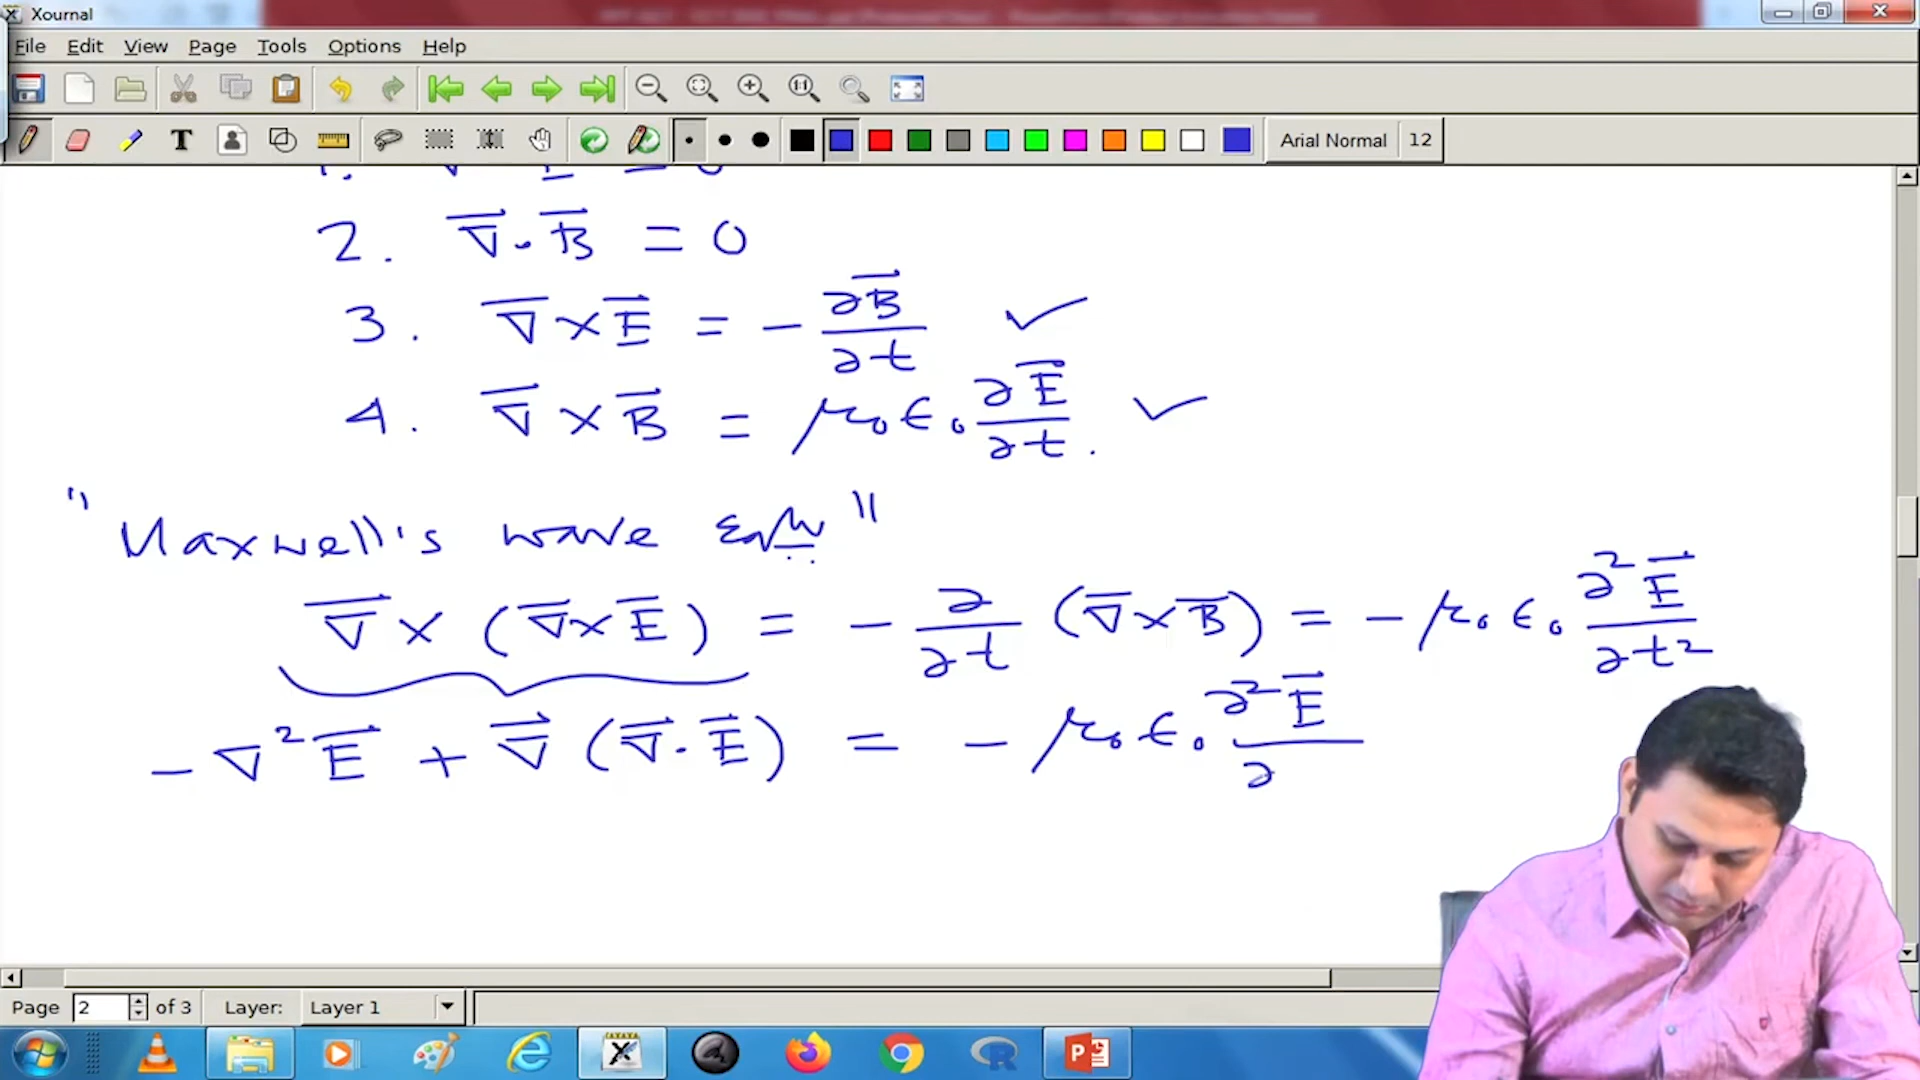 Xournal
File Edit View Page Tools Options Help
Arial Normal 12
2. ∇⃗·B⃗ = 0
3. ∇⃗×E⃗ = - ∂B⃗/∂t ✓
4. ∇⃗×B⃗ = μ₀ε₀ ∂E⃗/∂t. ✓
"Maxwell's wave Eqn"
∇⃗×(∇⃗×E⃗) = - ∂/∂t (∇⃗×B⃗) = - μ₀ε₀ ∂²E⃗/∂t²
- ∇²E⃗ + ∇⃗(∇⃗·E⃗) = - μ₀ε₀ ∂²E⃗/∂
Page 2 of 3 Layer: Layer 1